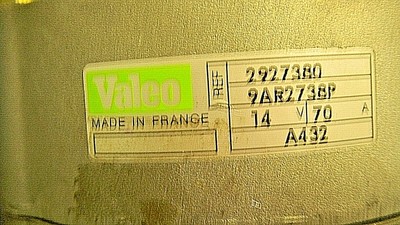 Valeo
MADE IN FRANCE
REF
2927380
9AR2738P
14 V 70 A
A432